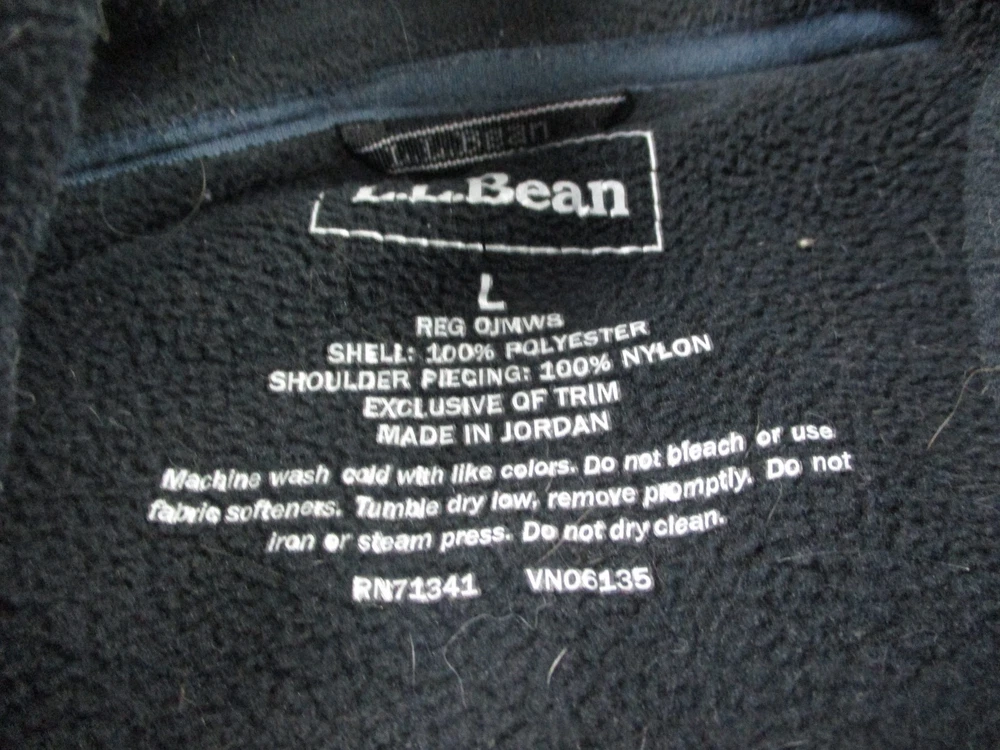 L.L.Bean
L.L.Bean
L
REG 0JMW8
SHELL: 100% POLYESTER
SHOULDER PIECING: 100% NYLON
EXCLUSIVE OF TRIM
MADE IN JORDAN
Machine wash cold with like colors. Do not bleach or use
fabric softeners. Tumble dry low, remove promptly. Do not
iron or steam press. Do not dry clean.
RN71341 VN06135